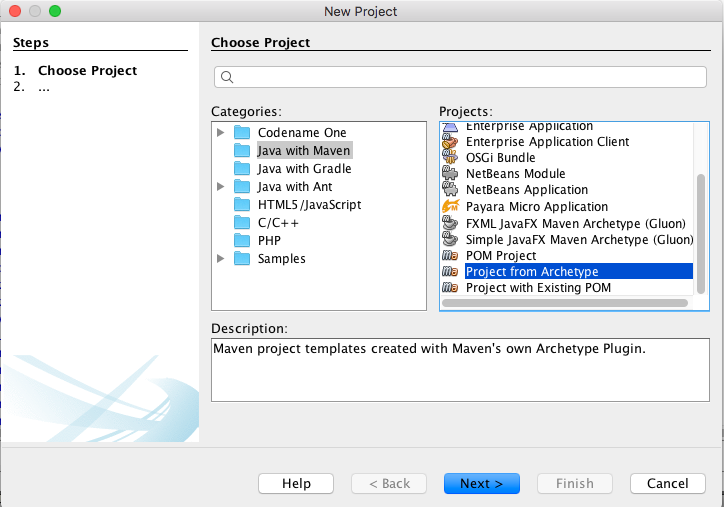 New Project
Steps
1. Choose Project
2. ...
Choose Project
Categories:
Codename One
Java with Maven
Java with Gradle
Java with Ant
HTML5/JavaScript
C/C++
PHP
Samples
Projects:
Enterprise Application
Enterprise Application Client
OSGi Bundle
NetBeans Module
NetBeans Application
Payara Micro Application
FXML JavaFX Maven Archetype (Gluon)
Simple JavaFX Maven Archetype (Gluon)
POM Project
Project from Archetype
Project with Existing POM
Description:
Maven project templates created with Maven's own Archetype Plugin.
Help
< Back
Next >
Finish
Cancel